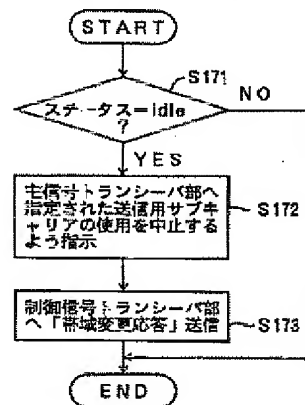 START
S171
NO
ステータス=Idle
?
YES
主信号トランシーバ部へ
指定された送信用サブキ
ャリアの使用を中止する
よう指示
S172
制御信号トランシーバ部
へ「帯域変更応答」送信
S173
END